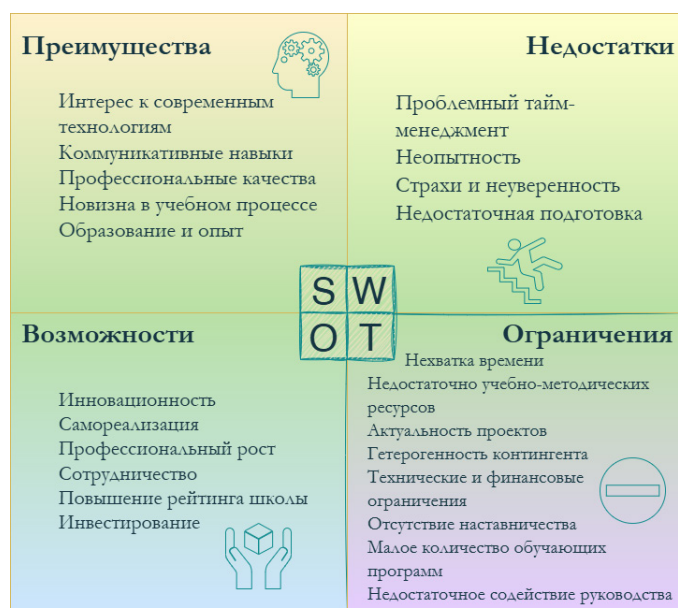 Преимущества
Интерес к современным
технологиям
Коммуникативные навыки
Профессиональные качества
Новизна в учебном процессе
Образование и опыт
Недостатки
Проблемный тайм-
менеджмент
Неопытность
Страхи и неуверенность
Недостаточная подготовка
S W
O T
Возможности
Инновационность
Самореализация
Профессиональный рост
Сотрудничество
Повышение рейтинга школы
Инвестирование
Ограничения
Нехватка времени
Недостаточно учебно-методических
ресурсов
Актуальность проектов
Гетерогенность контингента
Технические и финансовые
ограничения
Отсутствие наставничества
Малое количество обучающих
программ
Недостаточное содействие руководства